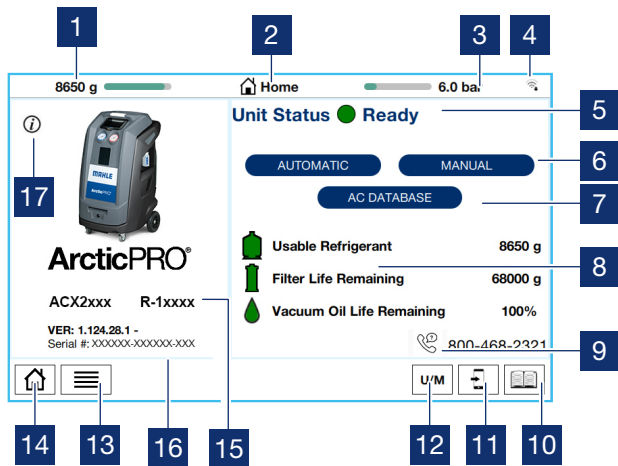 1
2
3
4
8650 g
Home
6.0 bar
Unit Status Ready
5
17
MAHLE
ArcticPRO
AUTOMATIC
MANUAL
6
AC DATABASE
7
ArcticPRO®
Usable Refrigerant 8650 g
Filter Life Remaining 68000 g
8
Vacuum Oil Life Remaining 100%
ACX2xxx R-1xxxx
VER: 1.124.28.1 -
Serial #: XXXXXX-XXXXXX-XXX
800-468-2321
9
U/M
14
13
16
15
12
11
10